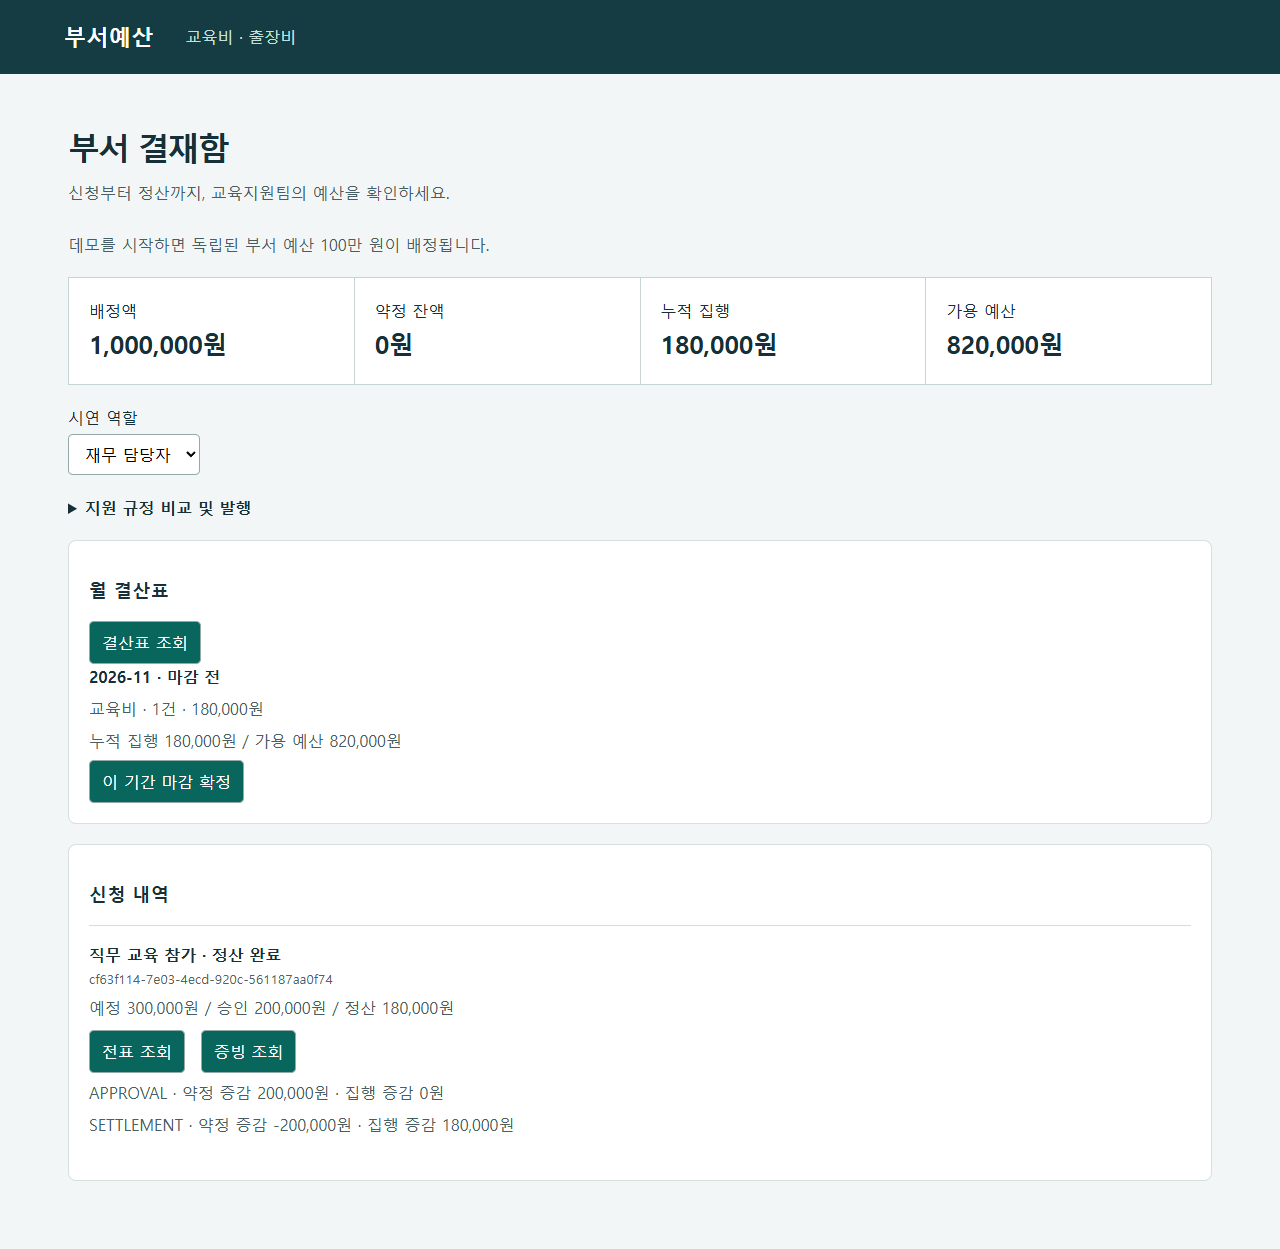 부서예산 교육비 · 출장비
부서 결재함
신청부터 정산까지, 교육지원팀의 예산을 확인하세요.
데모를 시작하면 독립된 부서 예산 100만 원이 배정됩니다.
배정액
1,000,000원
약정 잔액
0원
누적 집행
180,000원
가용 예산
820,000원
시연 역할
재무 담당자
▶ 지원 규정 비교 및 발행
월 결산표
결산표 조회
2026-11 · 마감 전
교육비 · 1건 · 180,000원
누적 집행 180,000원 / 가용 예산 820,000원
이 기간 마감 확정
신청 내역
직무 교육 참가 · 정산 완료
cf63f114-7e03-4ecd-920c-561187aa0f74
예정 300,000원 / 승인 200,000원 / 정산 180,000원
전표 조회 증빙 조회
APPROVAL · 약정 증감 200,000원 · 집행 증감 0원
SETTLEMENT · 약정 증감 -200,000원 · 집행 증감 180,000원